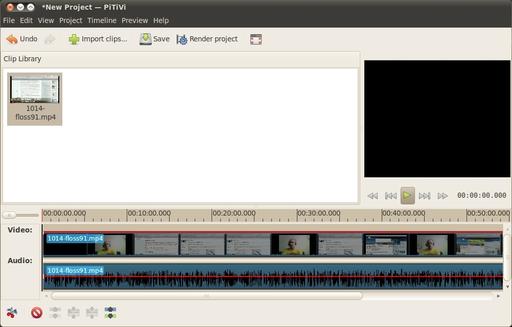 *New Project — PiTiVi
File Edit View Project Timeline Preview Help
Undo Import clips... Save Render project
Clip Library
1014-
floss91.mp4
00:00:00.000
00:00:00.000 00:00:10.000 00:00:20.000 00:00:30.000 00:00:40.000 00:00:50.000
Video:
1014-floss91.mp4
Audio:
1014-floss91.mp4